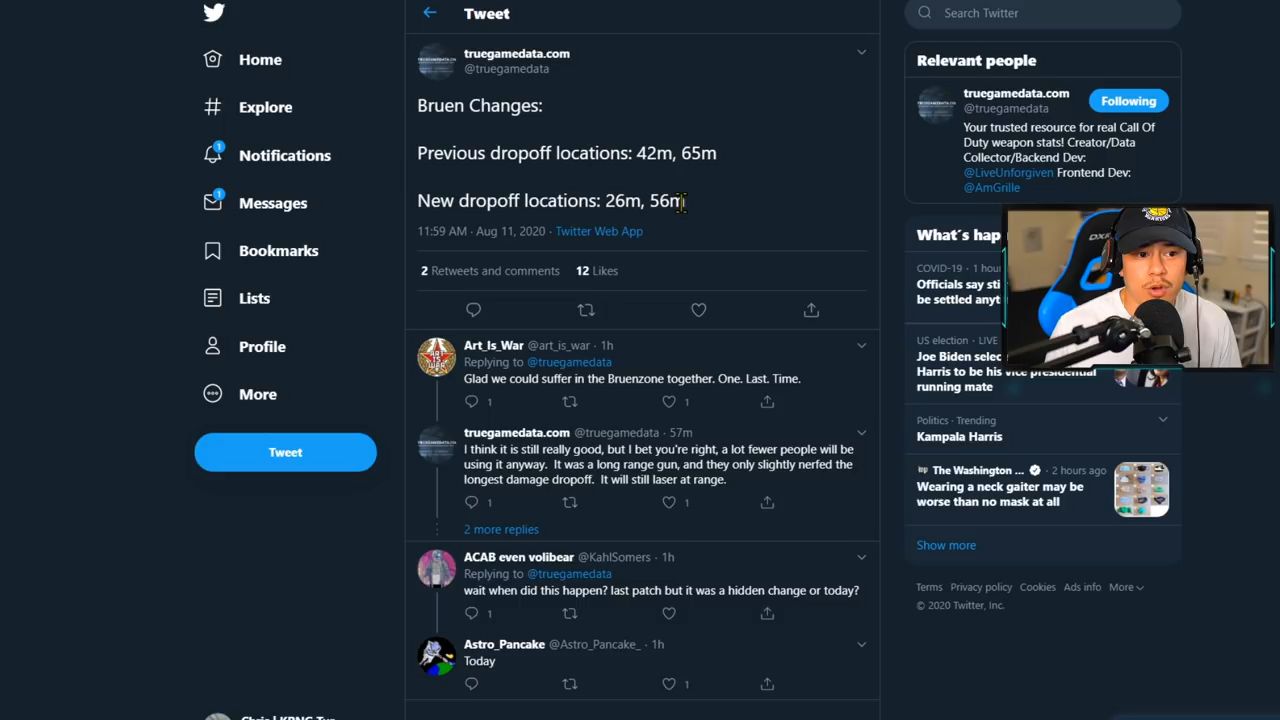 Tweet
Search Twitter
Home
Explore
1
Notifications
1
Messages
Bookmarks
Lists
Profile
More
Tweet
truegamedata.com
@truegamedata
Bruen Changes:
Previous dropoff locations: 42m, 65m
New dropoff locations: 26m, 56m
11:59 AM · Aug 11, 2020 · Twitter Web App
2 Retweets and comments 12 Likes
Art_Is_War @art_is_war · 1h
Replying to @truegamedata
Glad we could suffer in the Bruenzone together. One. Last. Time.
1 1
truegamedata.com @truegamedata · 57m
I think it is still really good, but I bet you're right, a lot fewer people will be
using it anyway. It was a long range gun, and they only slightly nerfed the
longest damage dropoff. It will still laser at range.
1 1
2 more replies
ACAB even volibear @KahlSomers · 1h
Replying to @truegamedata
wait when did this happen? last patch but it was a hidden change or today?
1
Astro_Pancake @Astro_Pancake_ · 1h
Today
1
Relevant people
truegamedata.com
@truegamedata
Following
Your trusted resource for real Call Of
Duty weapon stats! Creator/Data
Collector/Backend Dev:
@LiveUnforgiven Frontend Dev:
@AmGrille
What's hap
COVID-19 · 1 hour
Officials say sti
be settled anyt
US election · LIVE
Joe Biden selec
Harris to be his vice presidential
running mate
Politics · Trending
Kampala Harris
The Washington ... · 2 hours ago
Wearing a neck gaiter may be
worse than no mask at all
Show more
Terms Privacy policy Cookies Ads info More
© 2020 Twitter, Inc.